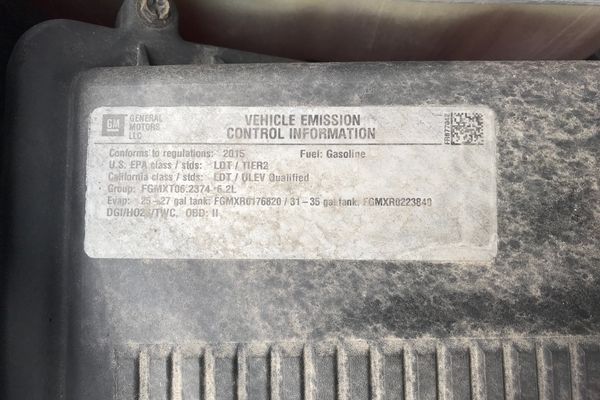 GM
GENERAL
MOTORS
LLC
VEHICLE EMISSION
CONTROL INFORMATION
Conforms to regulations: 2015 Fuel: Gasoline
U.S. EPA class / stds: LDT / TIER2
California class / stds: LDT / ULEV Qualified
Group: FGMXT06.2374 6.2L
Evap: 25-27 gal tank: FGMXR0176820 / 31-35 gal tank. FGMXR0223840
DGI/HO2S/TWC, OBD: II